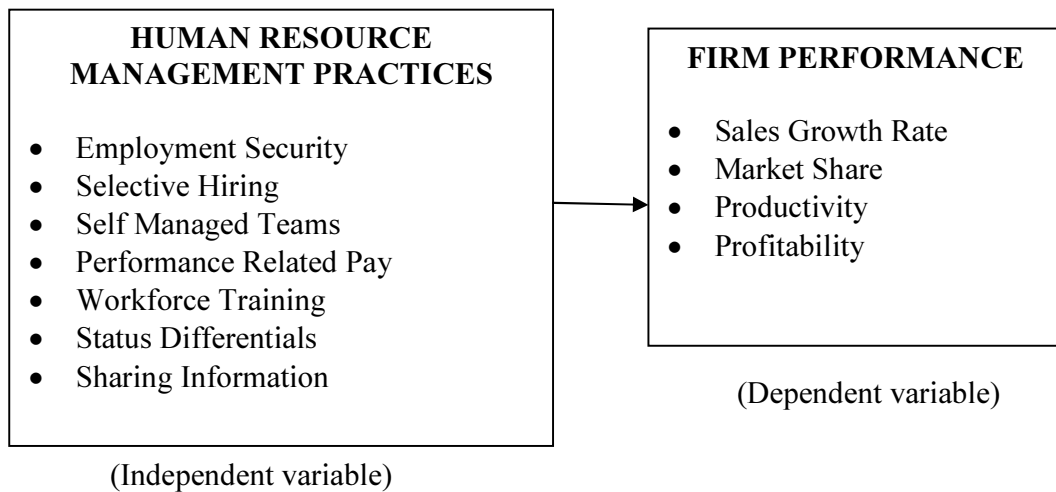 HUMAN RESOURCE
MANAGEMENT PRACTICES
• Employment Security
• Selective Hiring
• Self Managed Teams
• Performance Related Pay
• Workforce Training
• Status Differentials
• Sharing Information
(Independent variable)
FIRM PERFORMANCE
• Sales Growth Rate
• Market Share
• Productivity
• Profitability
(Dependent variable)